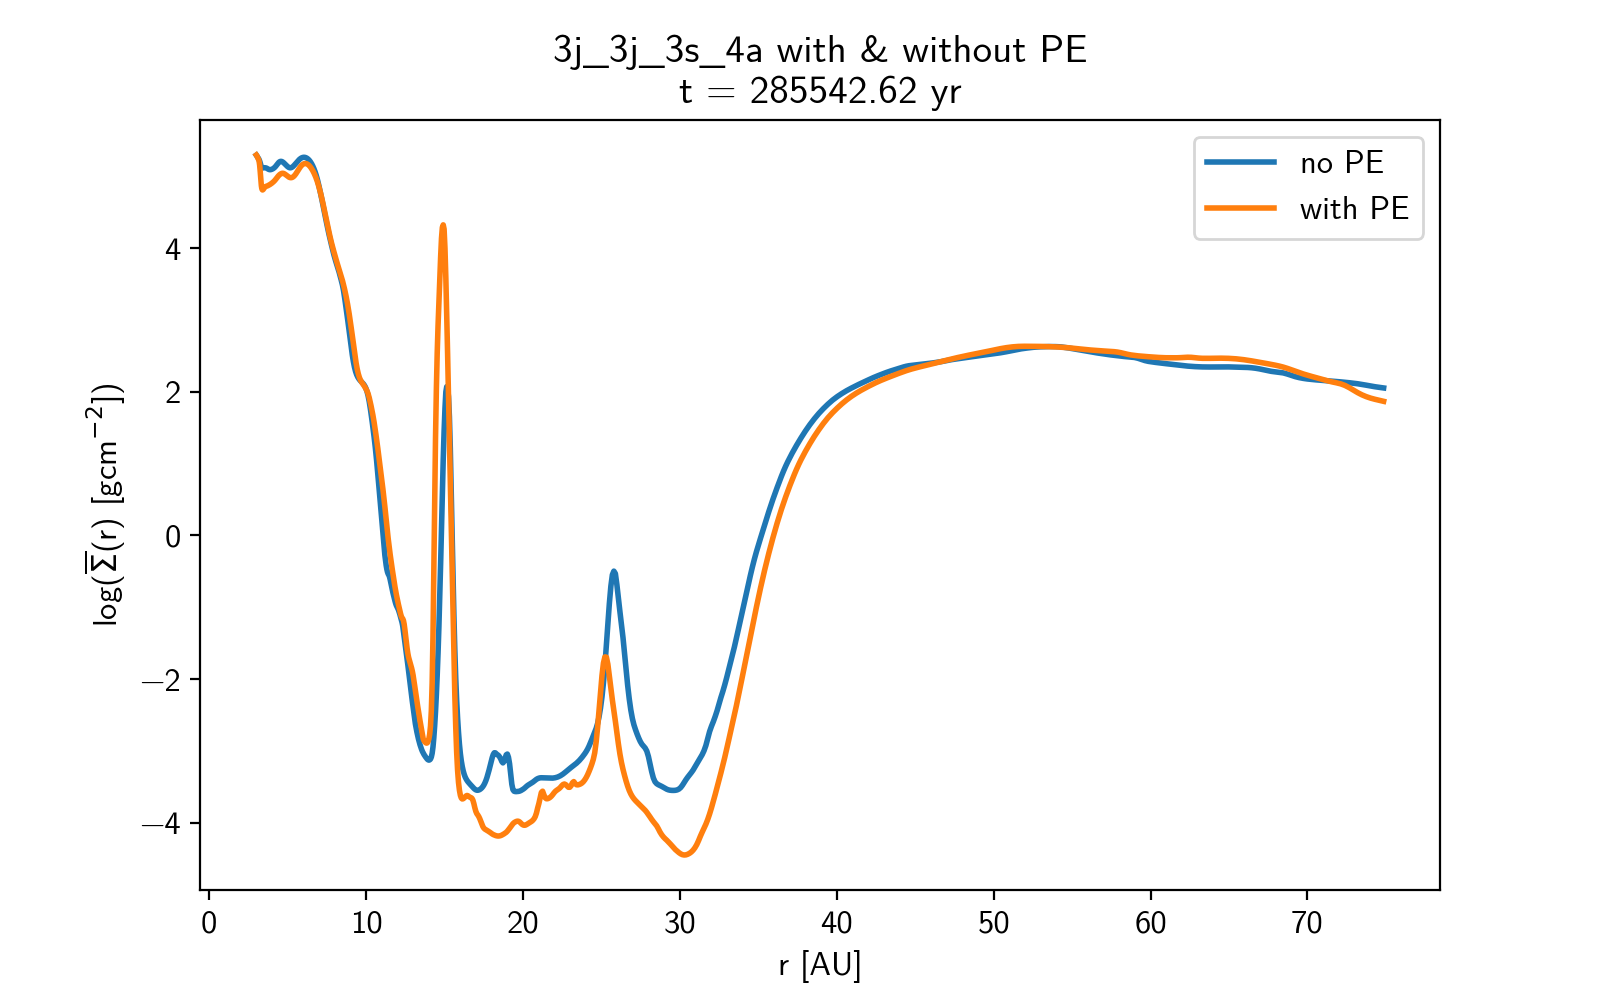 3j_3j_3s_4a with & without PE
t = 285542.62 yr
no PE
with PE
log(Σ̅(r) [gcm⁻²])
4
2
0
−2
−4
0 10 20 30 40 50 60 70
r [AU]